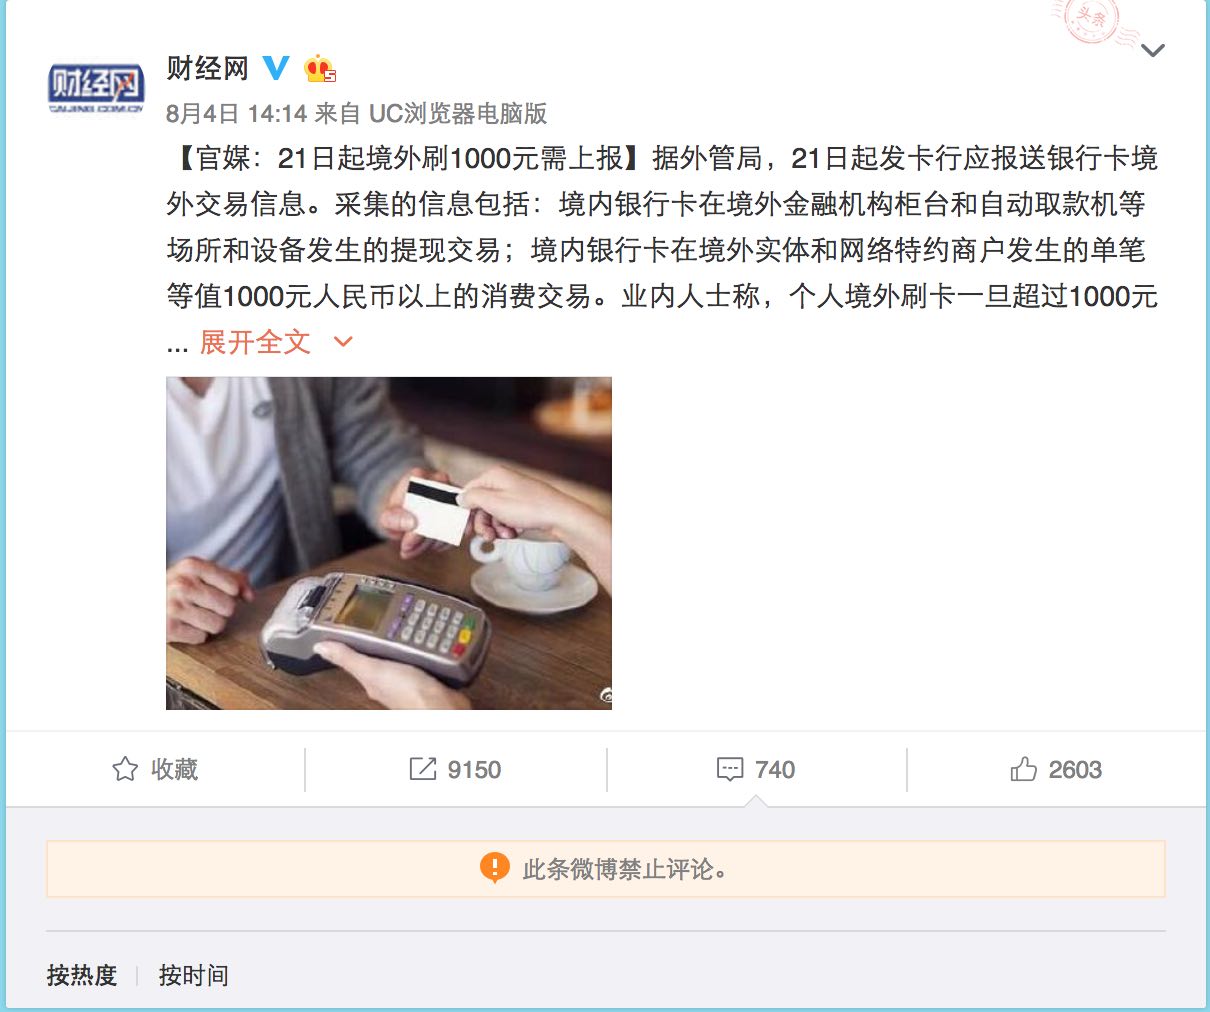 头条
财经网
CAIJING.COM.CN
财经网
5
8月4日 14:14 来自 UC浏览器电脑版
【官媒：21日起境外刷1000元需上报】据外管局，21日起发卡行应报送银行卡境
外交易信息。采集的信息包括：境内银行卡在境外金融机构柜台和自动取款机等
场所和设备发生的提现交易；境内银行卡在境外实体和网络特约商户发生的单笔
等值1000元人民币以上的消费交易。业内人士称，个人境外刷卡一旦超过1000元
... 展开全文
收藏
9150
740
2603
此条微博禁止评论。
按热度 按时间